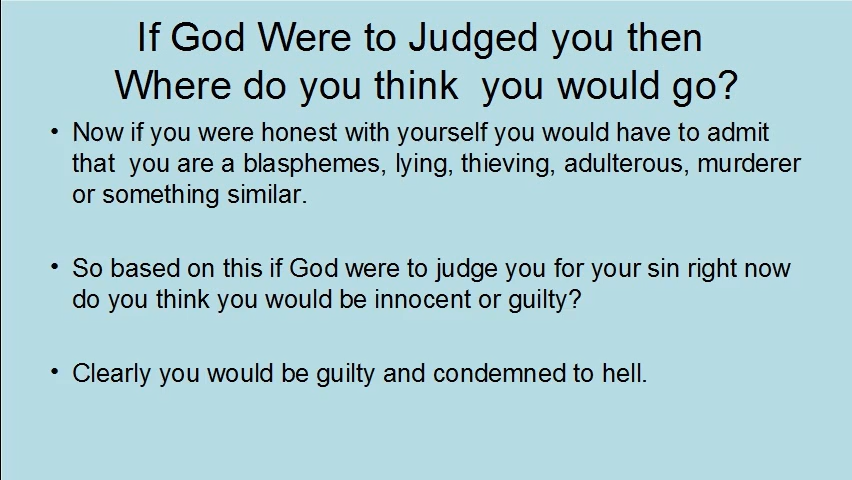 If God Were to Judged you then
Where do you think  you would go?
• Now if you were honest with yourself you would have to admit
that  you are a blasphemes, lying, thieving, adulterous, murderer
or something similar.
• So based on this if God were to judge you for your sin right now
do you think you would be innocent or guilty?
• Clearly you would be guilty and condemned to hell.